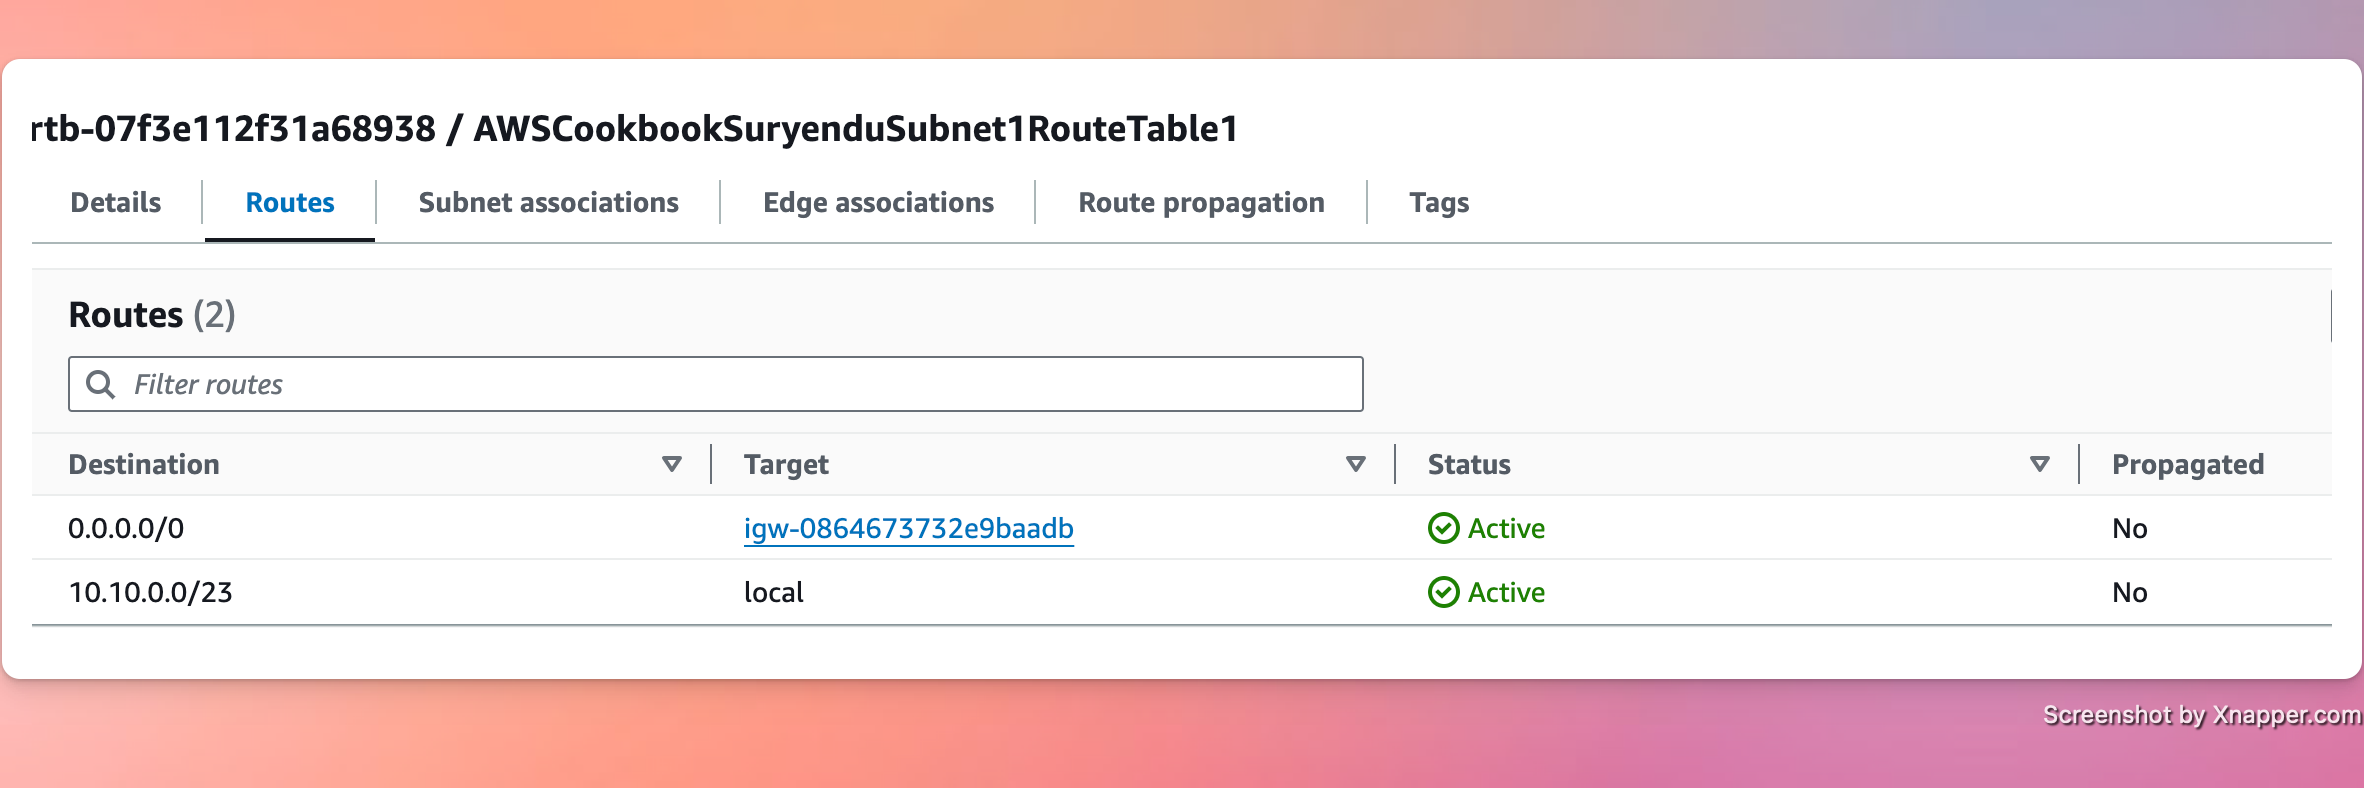 rtb-07f3e112f31a68938 / AWSCookbookSuryenduSubnet1RouteTable1
Details Routes Subnet associations Edge associations Route propagation Tags
Routes (2)
Filter routes
Destination Target Status Propagated
0.0.0.0/0 igw-0864673732e9baadb Active No
10.10.0.0/23 local Active No
Screenshot by Xnapper.com